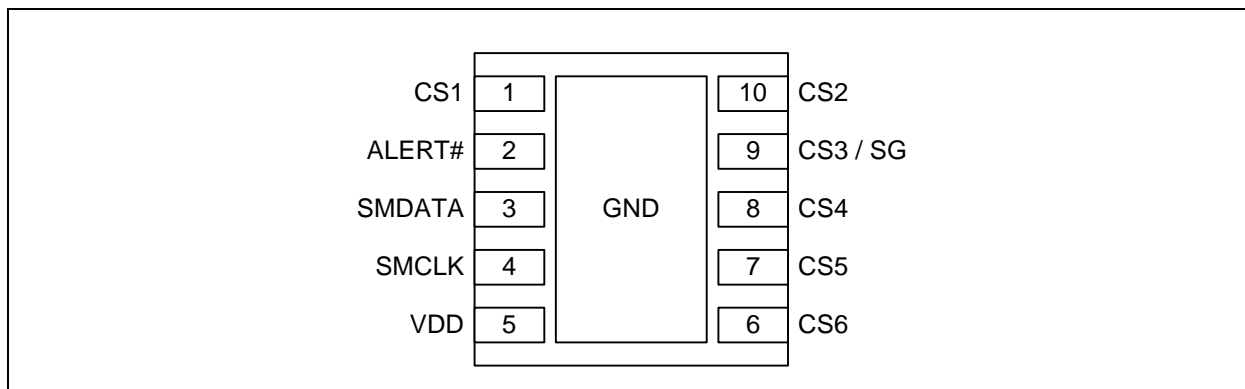 CS1 1 10 CS2
ALERT# 2 9 CS3 / SG
SMDATA 3 GND 8 CS4
SMCLK 4 7 CS5
VDD 5 6 CS6